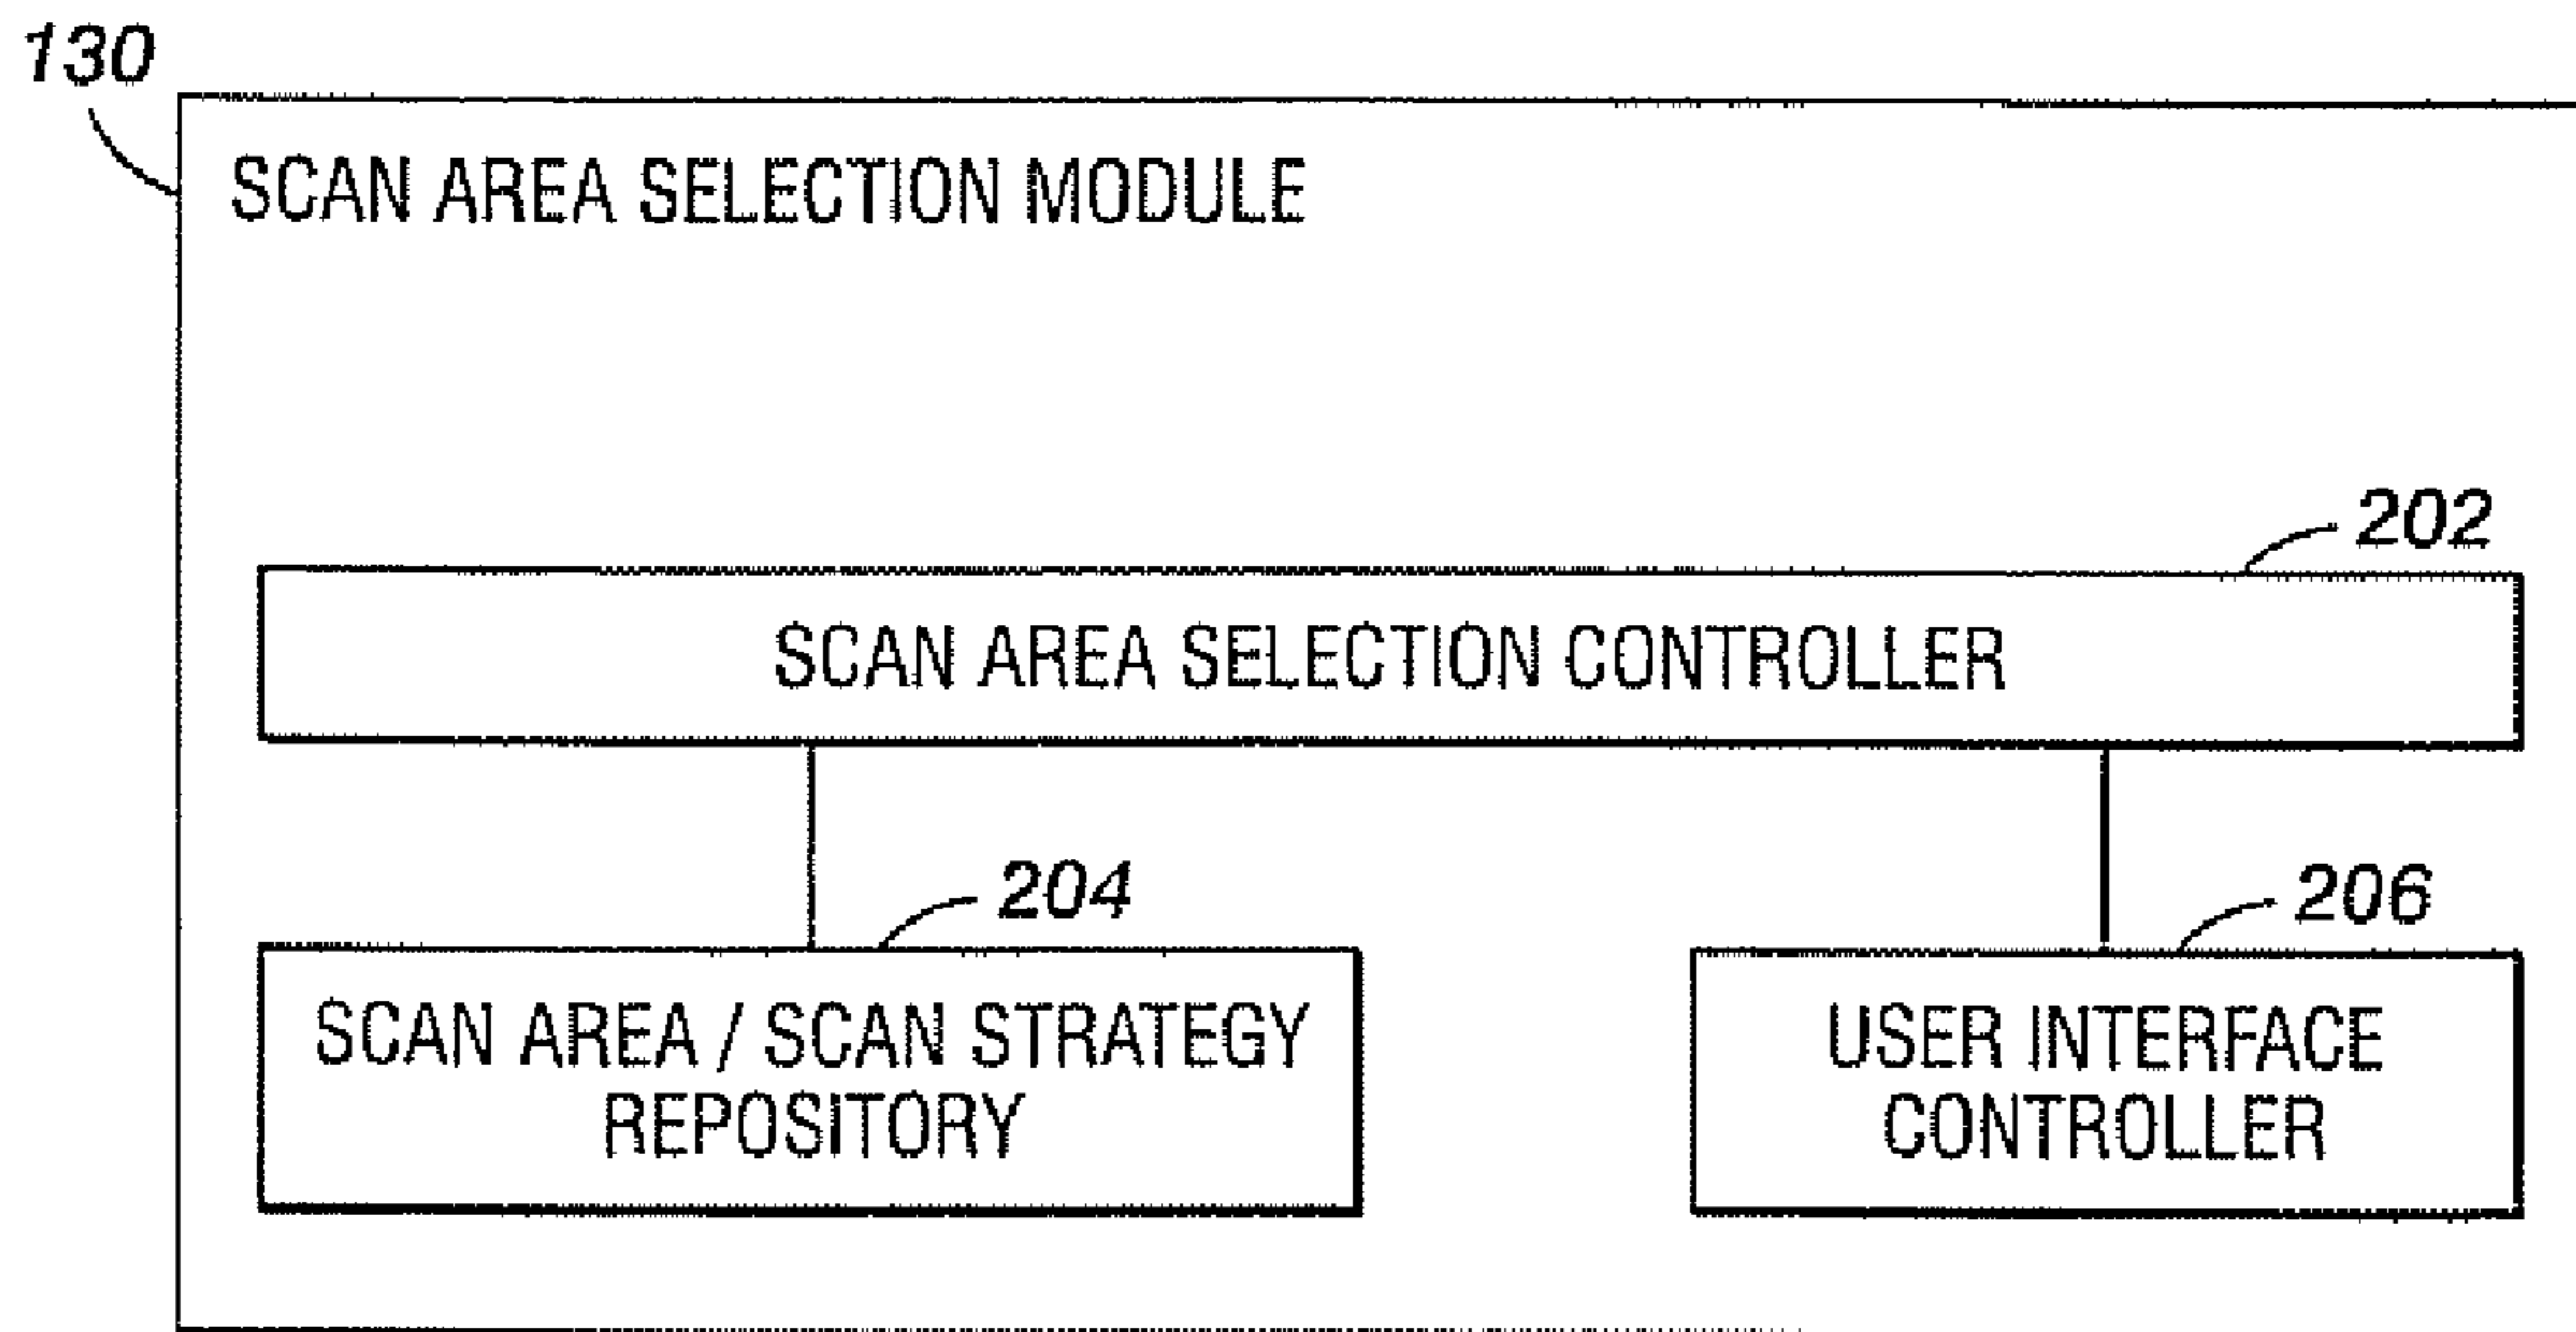 130
SCAN AREA SELECTION MODULE
202
SCAN AREA SELECTION CONTROLLER
204
SCAN AREA / SCAN STRATEGY
REPOSITORY
206
USER INTERFACE
CONTROLLER